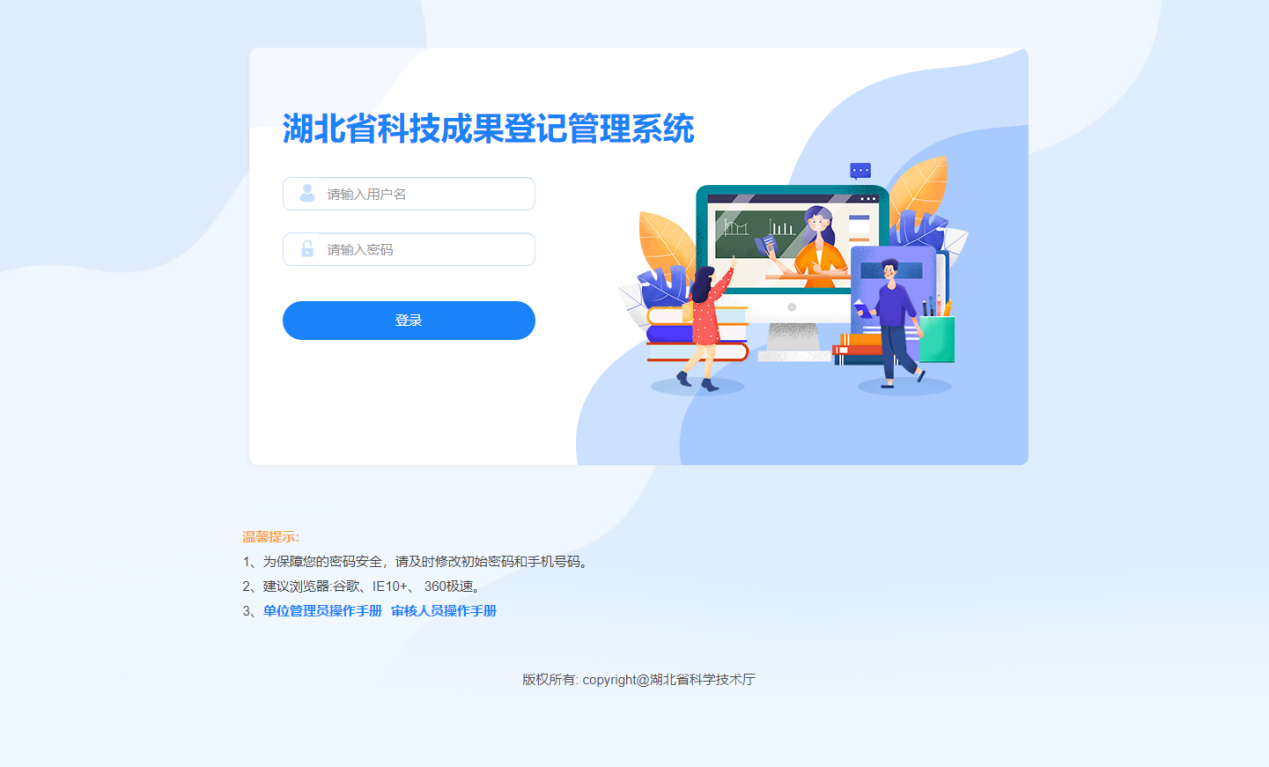 湖北省科技成果登记管理系统
请输入用户名
请输入密码
登录
温馨提示:
1、为保障您的密码安全，请及时修改初始密码和手机号码。
2、建议浏览器:谷歌、IE10+、 360极速。
3、单位管理员操作手册 审核人员操作手册
版权所有: copyright@湖北省科学技术厅